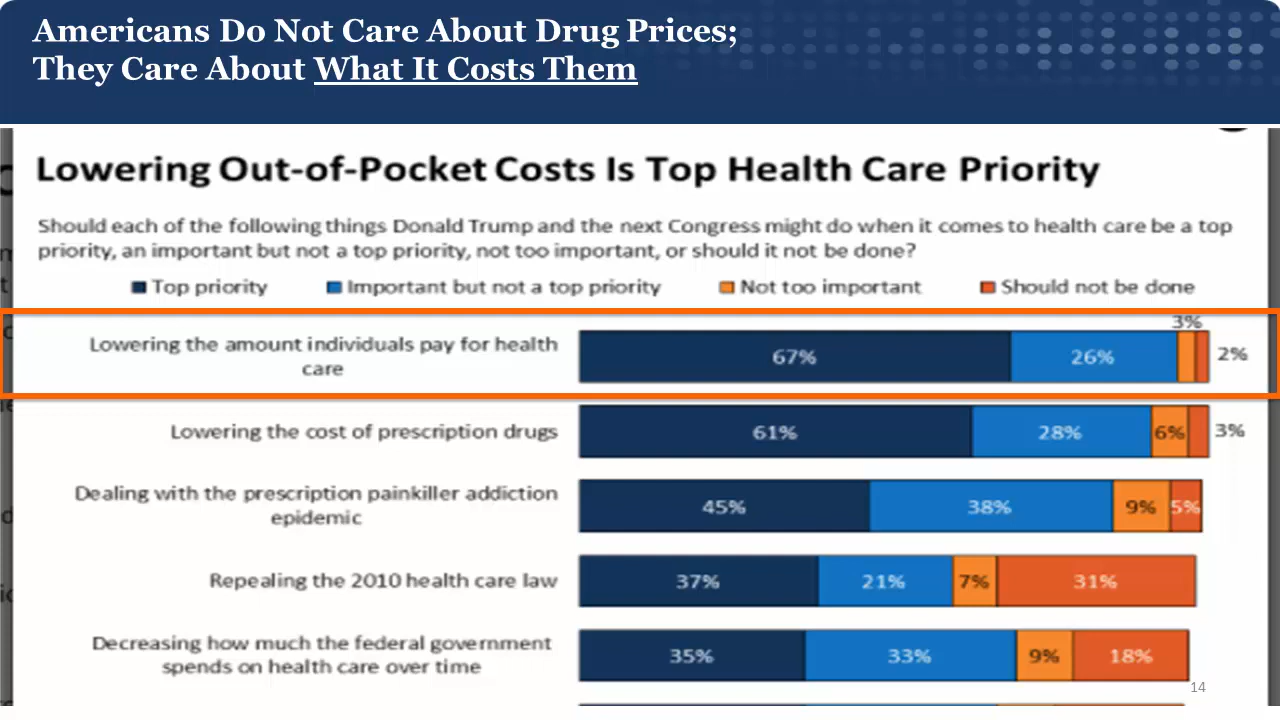 Americans Do Not Care About Drug Prices;
They Care About What It Costs Them
Lowering Out-of-Pocket Costs Is Top Health Care Priority
Should each of the following things Donald Trump and the next Congress might do when it comes to health care be a top
priority, an important but not a top priority, not too important, or should it not be done?
Top priority Important but not a top priority Not too important Should not be done
3%
Lowering the amount individuals pay for health
care
67% 26% 2%
Lowering the cost of prescription drugs 61% 28% 6% 3%
Dealing with the prescription painkiller addiction
epidemic
45% 38% 9% 5%
Repealing the 2010 health care law 37% 21% 7% 31%
Decreasing how much the federal government
spends on health care over time
35% 33% 9% 18%
14